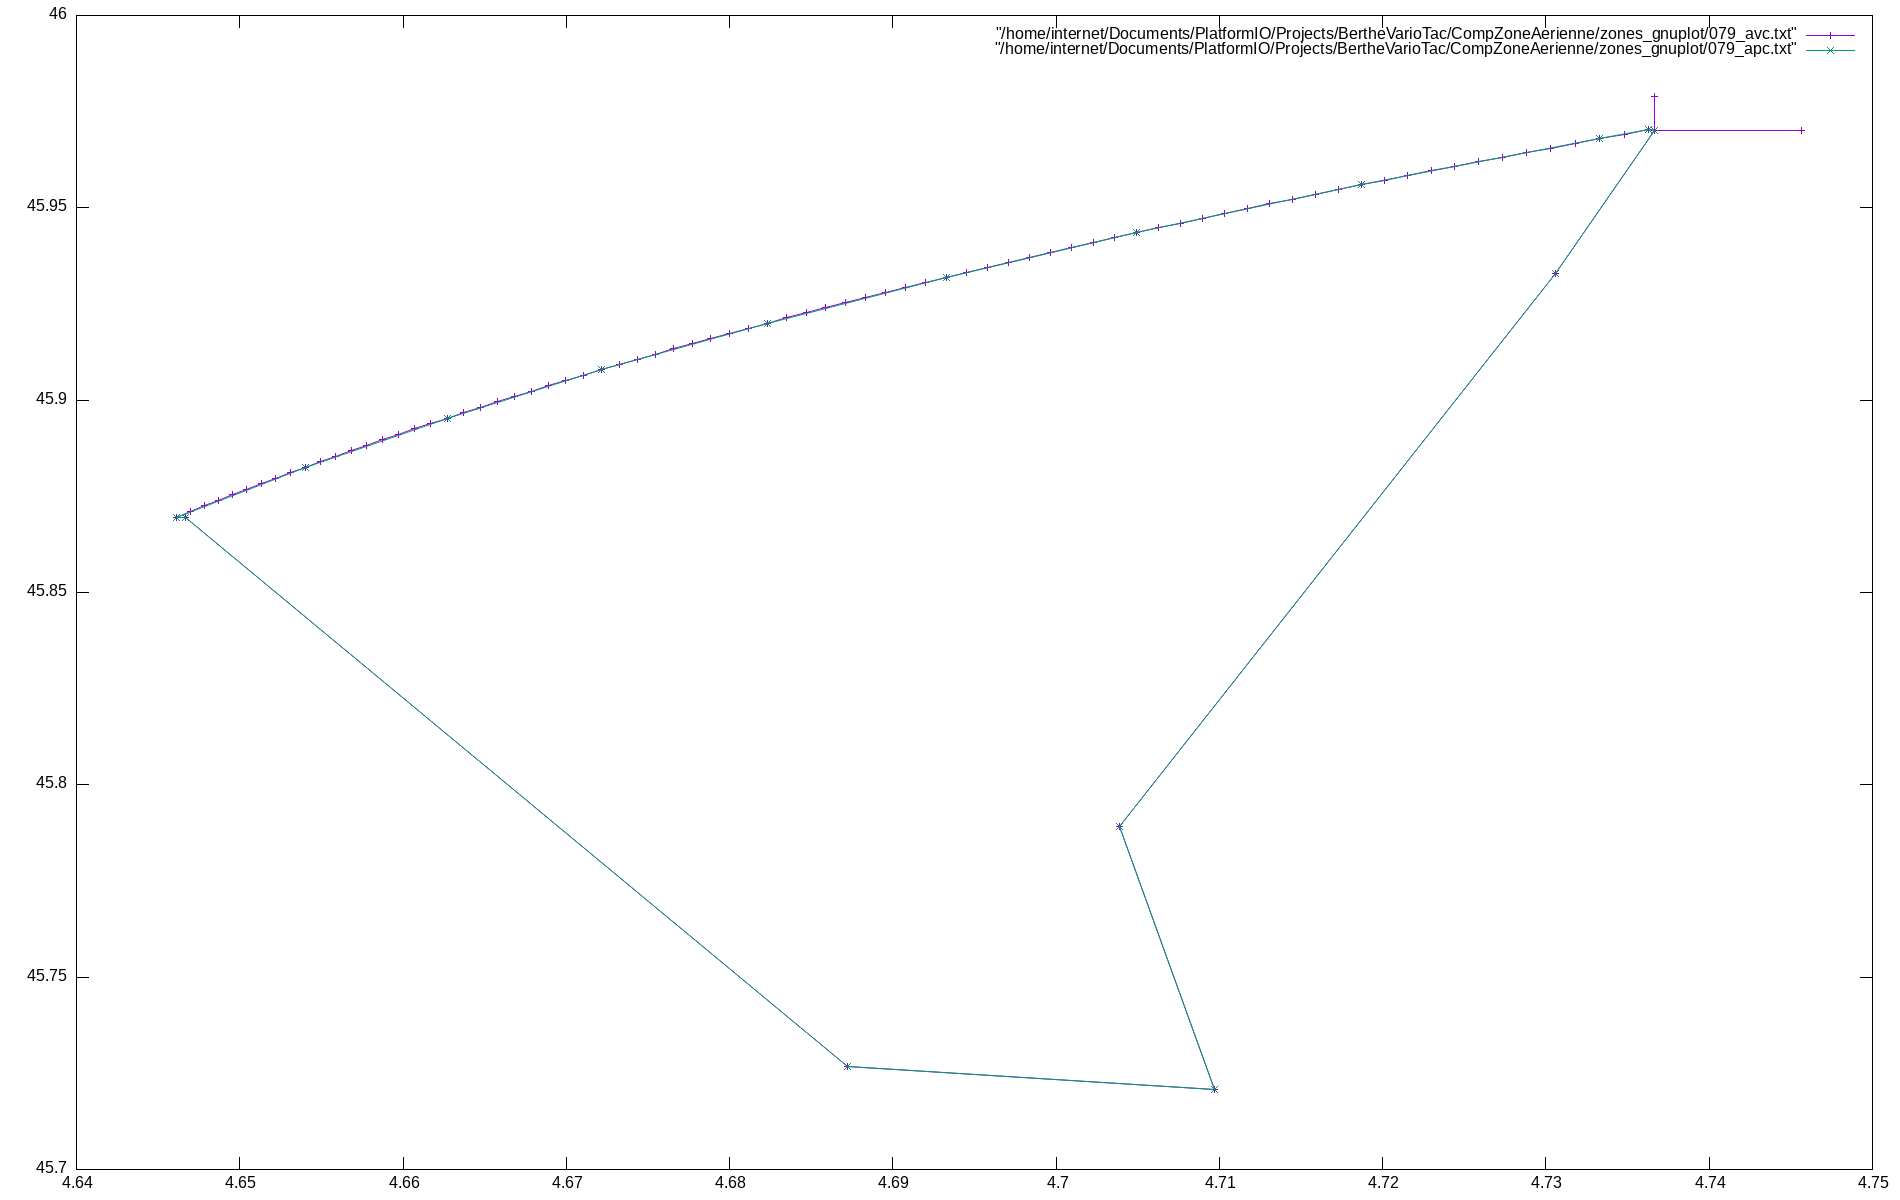 46
"/home/internet/Documents/PlatformIO/Projects/BertheVarioTac/CompZoneAerienne/zones_gnuplot/079_avc.txt"
"/home/internet/Documents/PlatformIO/Projects/BertheVarioTac/CompZoneAerienne/zones_gnuplot/079_apc.txt"
45.95
45.9
45.85
45.8
45.75
45.7
4.64 4.65 4.66 4.67 4.68 4.69 4.7 4.71 4.72 4.73 4.74 4.75